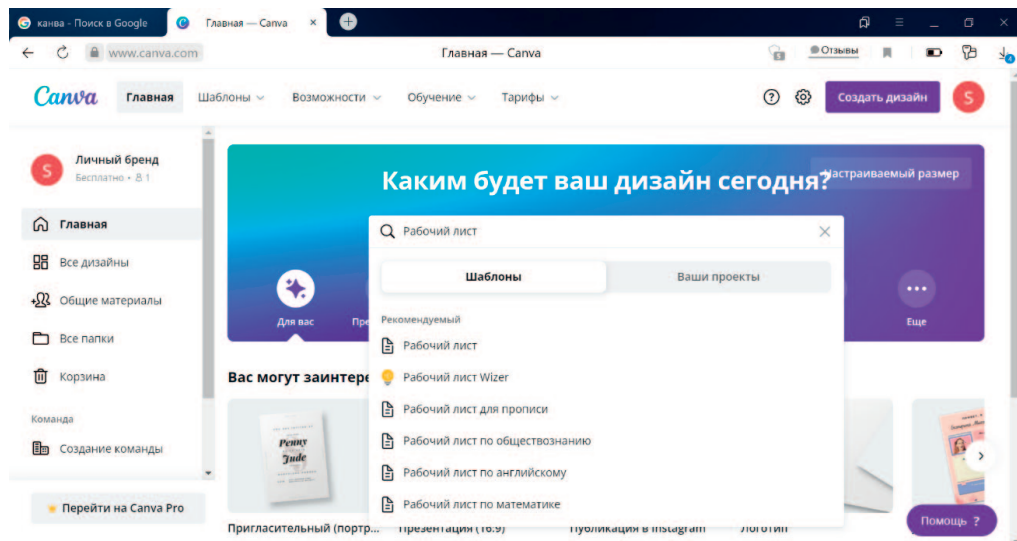 канва - Поиск в Google
Главная — Canva
www.canva.com
Главная — Canva
Отзывы
Canva
Главная
Шаблоны
Возможности
Обучение
Тарифы
Создать дизайн
S
S
Личный бренд
Бесплатно • 1
Главная
Все дизайны
Общие материалы
Все папки
Корзина
Команда
Создание команды
Перейти на Canva Pro
Каким будет ваш дизайн сегодня?
Настраиваемый размер
Рабочий лист
Шаблоны
Ваши проекты
Для вас
Пре
Еще
Рекомендуемый
Рабочий лист
Рабочий лист Wizer
Рабочий лист для прописи
Рабочий лист по обществознанию
Рабочий лист по английскому
Рабочий лист по математике
Вас могут заинтере
Penny
Jude
Пригласительный (портр...
Презентация (16:9)
Публикация в Instagram
Логотип
Помощь ?